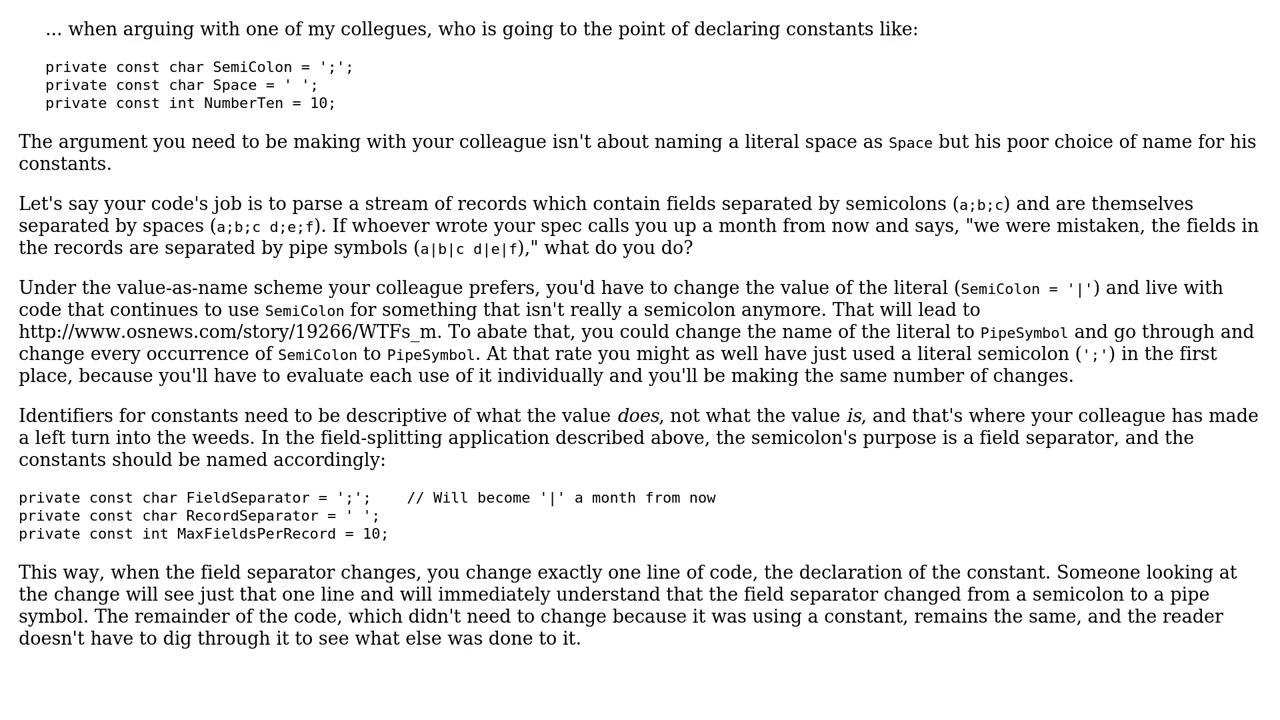 ... when arguing with one of my collegues, who is going to the point of declaring constants like:
private const char SemiColon = ';';
private const char Space = ' ';
private const int NumberTen = 10;
The argument you need to be making with your colleague isn't about naming a literal space as Space but his poor choice of name for his
constants.
Let's say your code's job is to parse a stream of records which contain fields separated by semicolons (a;b;c) and are themselves
separated by spaces (a;b;c d;e;f). If whoever wrote your spec calls you up a month from now and says, "we were mistaken, the fields in
the records are separated by pipe symbols (a|b|c d|e|f)," what do you do?
Under the value-as-name scheme your colleague prefers, you'd have to change the value of the literal (SemiColon = '|') and live with
code that continues to use SemiColon for something that isn't really a semicolon anymore. That will lead to
http://www.osnews.com/story/19266/WTFs_m. To abate that, you could change the name of the literal to PipeSymbol and go through and
change every occurrence of SemiColon to PipeSymbol. At that rate you might as well have just used a literal semicolon (';') in the first
place, because you'll have to evaluate each use of it individually and you'll be making the same number of changes.
Identifiers for constants need to be descriptive of what the value does, not what the value is, and that's where your colleague has made
a left turn into the weeds. In the field-splitting application described above, the semicolon's purpose is a field separator, and the
constants should be named accordingly:
private const char FieldSeparator = ';';    // Will become '|' a month from now
private const char RecordSeparator = ' ';
private const int MaxFieldsPerRecord = 10;
This way, when the field separator changes, you change exactly one line of code, the declaration of the constant. Someone looking at
the change will see just that one line and will immediately understand that the field separator changed from a semicolon to a pipe
symbol. The remainder of the code, which didn't need to change because it was using a constant, remains the same, and the reader
doesn't have to dig through it to see what else was done to it.